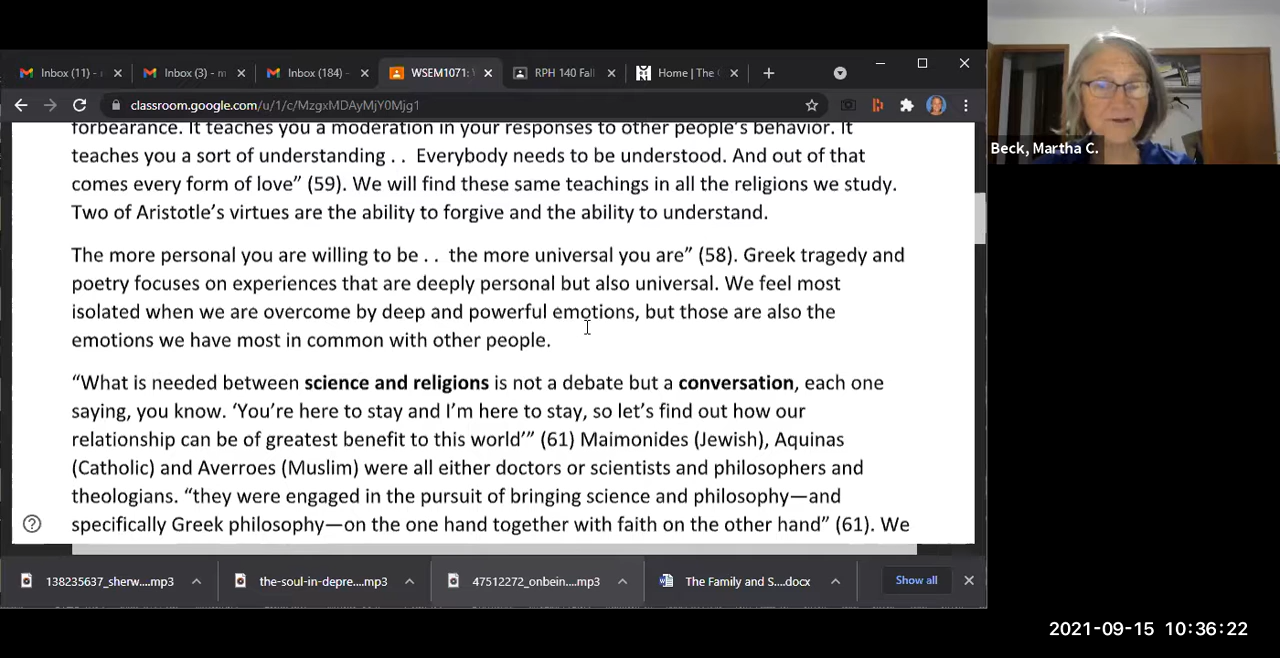 Inbox (11) -
Inbox (3) - m
Inbox (184) -
WSEM1071:
RPH 140 Fall
Home | The
classroom.google.com/u/1/c/MzgxMDAyMjY0Mjg1
Beck, Martha C.
forbearance. It teaches you a moderation in your responses to other people's behavior. It
teaches you a sort of understanding . .  Everybody needs to be understood. And out of that
comes every form of love” (59). We will find these same teachings in all the religions we study.
Two of Aristotle’s virtues are the ability to forgive and the ability to understand.
The more personal you are willing to be . .  the more universal you are” (58). Greek tragedy and
poetry focuses on experiences that are deeply personal but also universal. We feel most
isolated when we are overcome by deep and powerful emotions, but those are also the
emotions we have most in common with other people.
“What is needed between science and religions is not a debate but a conversation, each one
saying, you know. ‘You’re here to stay and I’m here to stay, so let’s find out how our
relationship can be of greatest benefit to this world’” (61) Maimonides (Jewish), Aquinas
(Catholic) and Averroes (Muslim) were all either doctors or scientists and philosophers and
theologians. “they were engaged in the pursuit of bringing science and philosophy—and
specifically Greek philosophy—on the one hand together with faith on the other hand” (61). We
138235637_sherw....mp3
the-soul-in-depre....mp3
47512272_onbein....mp3
The Family and S....docx
Show all
2021-09-15 10:36:22